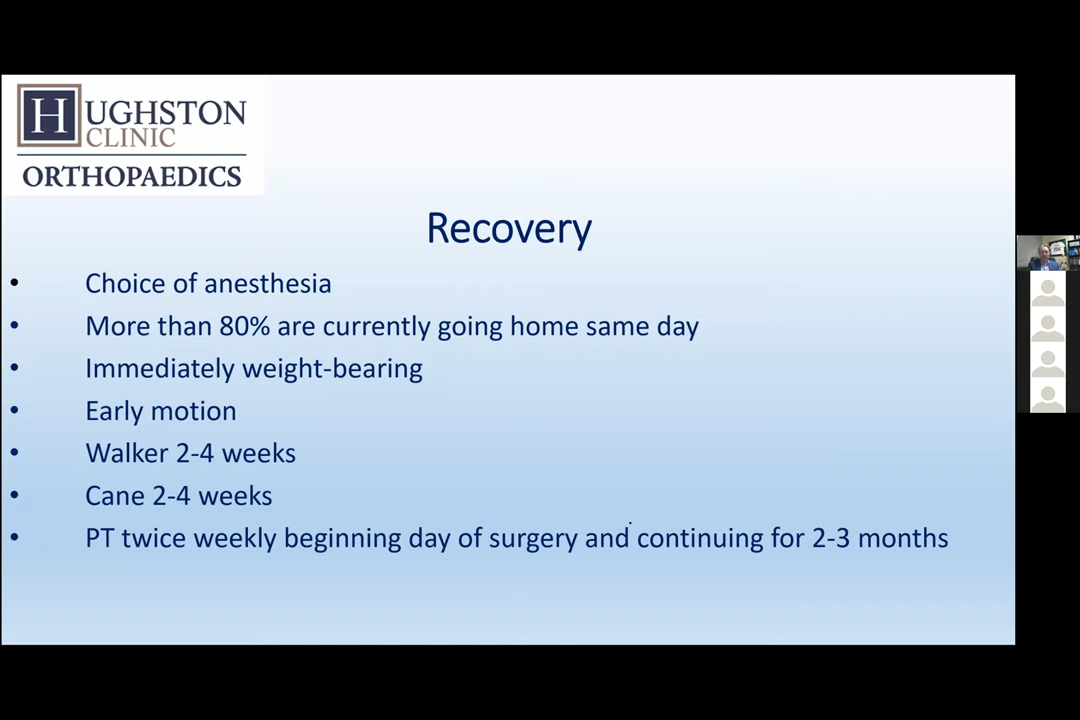 HUGHSTON
CLINIC
ORTHOPAEDICS
Recovery
• Choice of anesthesia
• More than 80% are currently going home same day
• Immediately weight-bearing
• Early motion
• Walker 2-4 weeks
• Cane 2-4 weeks
• PT twice weekly beginning day of surgery and continuing for 2-3 months